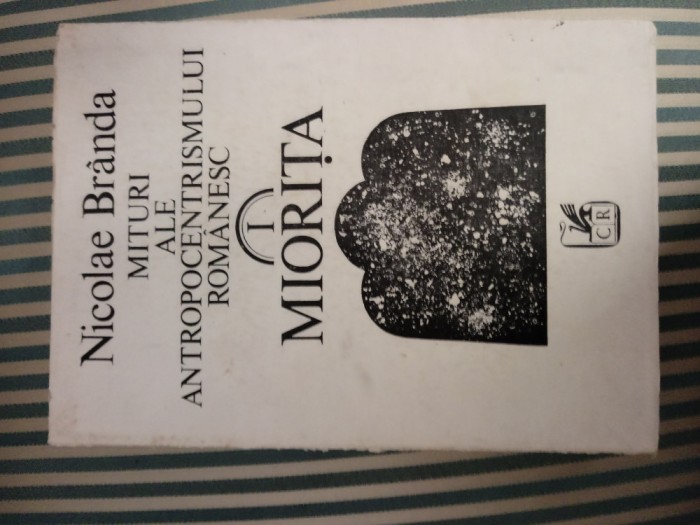 Nicolae Brânda
MITURI
ALE
ANTROPOCENTRISMULUI
ROMÂNESC
I
MIORIȚA
CR